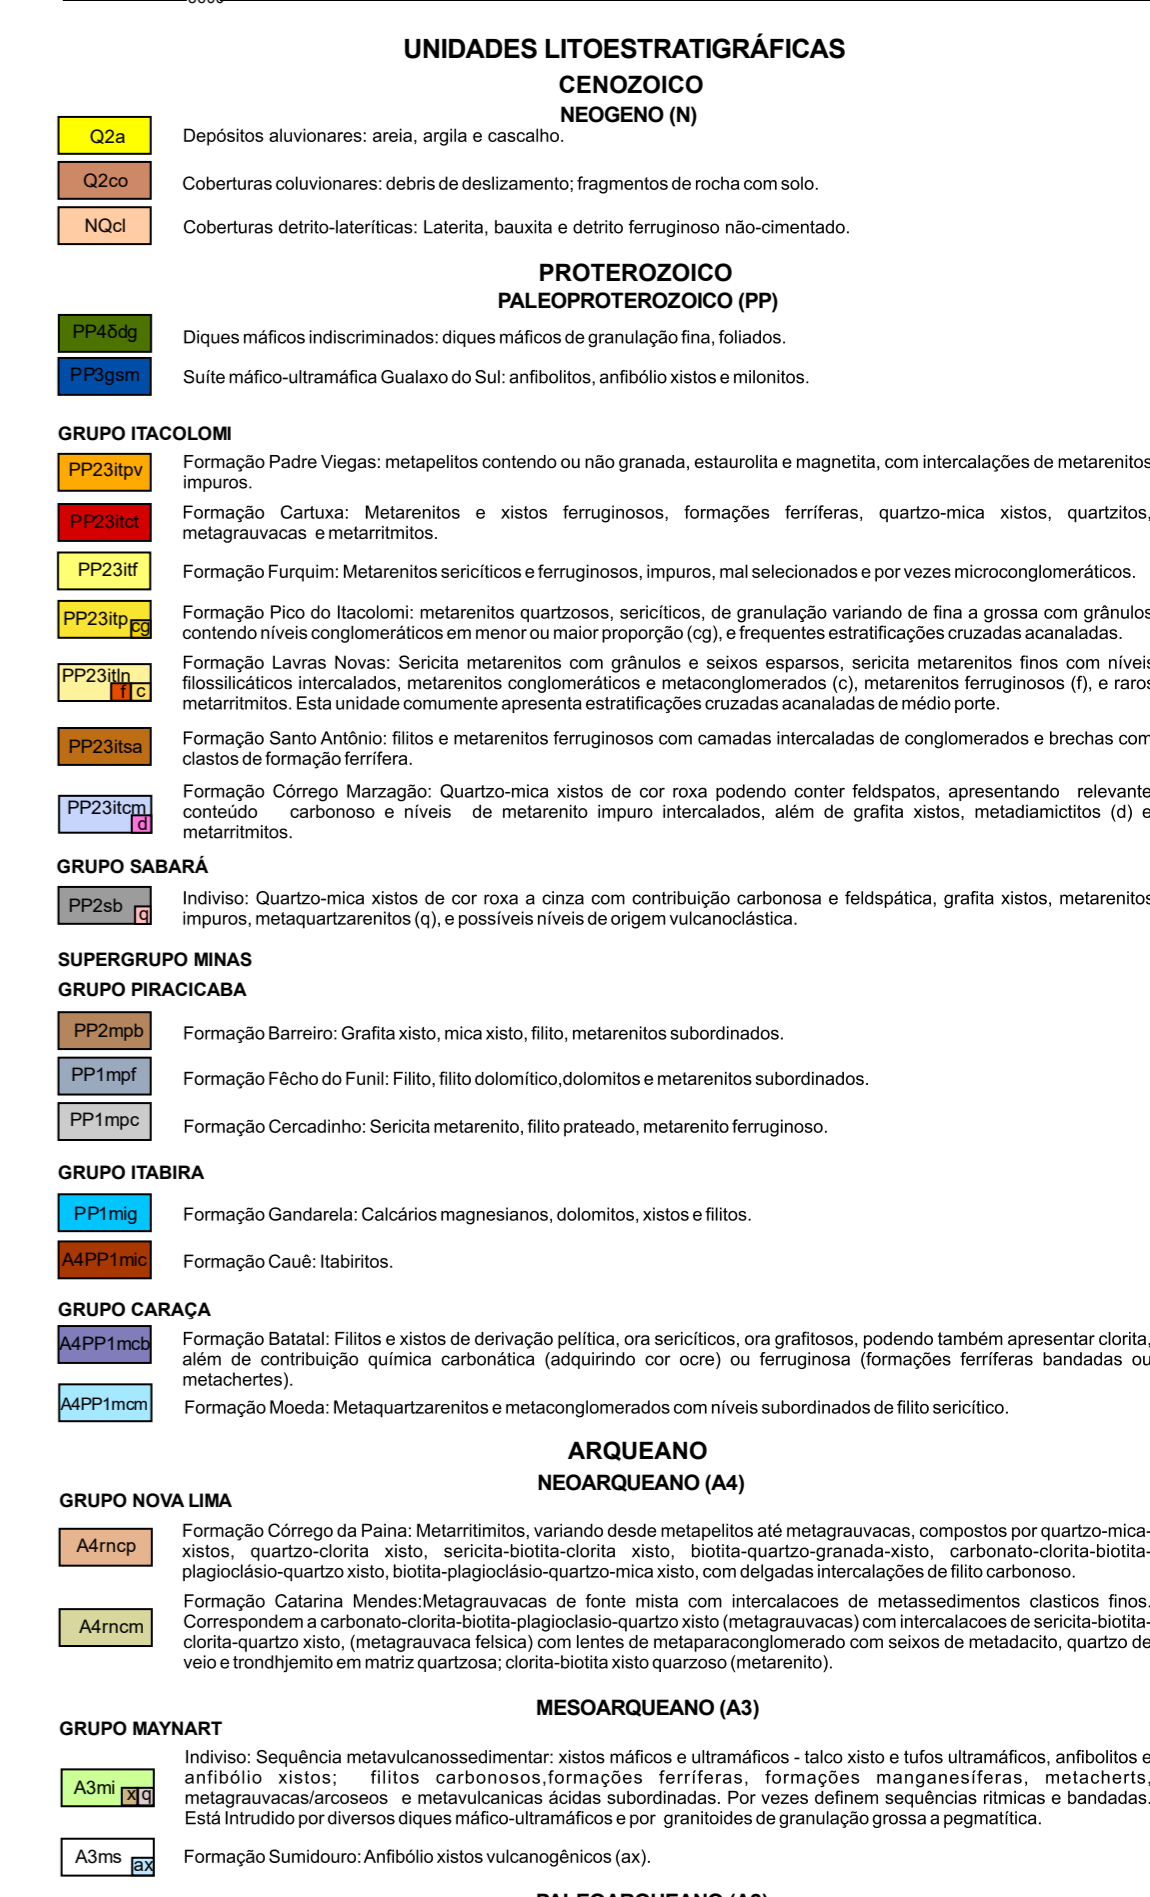 UNIDADES LITOESTRATIGRÁFICAS
CENOZOICO
NEOGENO (N)
Q2a
Depósitos aluvionares: areia, argila e cascalho.
Q2co
Coberturas coluvionares: debris de deslizamento; fragmentos de rocha com solo.
NQcl
Coberturas detrito-lateríticas: Laterita, bauxita e detrito ferruginoso não-cimentado.
PROTEROZOICO
PALEOPROTEROZOICO (PP)
PP4δdg
Diques máficos indiscriminados: diques máficos de granulação fina, foliados.
PP3gsm
Suíte máfico-ultramáfica Gualaxo do Sul: anfibolitos, anfibólio xistos e milonitos.
GRUPO ITACOLOMI
PP23itpv
Formação Padre Viegas: metapelitos contendo ou não granada, estaurolita e magnetita, com intercalações de metarenitos
impuros.
PP23itct
Formação Cartuxa: Metarenitos e xistos ferruginosos, formações ferríferas, quartzo-mica xistos, quartzitos,
metagrauvacas e metarritmitos.
PP23itf
Formação Furquim: Metarenitos sericíticos e ferruginosos, impuros, mal selecionados e por vezes microconglomeráticos.
PP23itp cg
Formação Pico do Itacolomi: metarenitos quartzosos, sericíticos, de granulação variando de fina a grossa com grânulos
contendo níveis conglomeráticos em menor ou maior proporção (cg), e frequentes estratificações cruzadas acanaladas.
PP23itln f c
Formação Lavras Novas: Sericita metarenitos com grânulos e seixos esparsos, sericita metarenitos finos com níveis
filossilicáticos intercalados, metarenitos conglomeráticos e metaconglomerados (c), metarenitos ferruginosos (f), e raros
metarritmitos. Esta unidade comumente apresenta estratificações cruzadas acanaladas de médio porte.
PP23itsa
Formação Santo Antônio: filitos e metarenitos ferruginosos com camadas intercaladas de conglomerados e brechas com
clastos de formação ferrífera.
PP23itcm d
Formação Córrego Marzagão: Quartzo-mica xistos de cor roxa podendo conter feldspatos, apresentando relevante
conteúdo carbonoso e níveis de metarenito impuro intercalados, além de grafita xistos, metadiamictitos (d) e
metarritmitos.
GRUPO SABARÁ
PP2sb q
Indiviso: Quartzo-mica xistos de cor roxa a cinza com contribuição carbonosa e feldspática, grafita xistos, metarenitos
impuros, metaquartzarenitos (q), e possíveis níveis de origem vulcanoclástica.
SUPERGRUPO MINAS
GRUPO PIRACICABA
PP2mpb
Formação Barreiro: Grafita xisto, mica xisto, filito, metarenitos subordinados.
PP1mpf
Formação Fêcho do Funil: Filito, filito dolomítico,dolomitos e metarenitos subordinados.
PP1mpc
Formação Cercadinho: Sericita metarenito, filito prateado, metarenito ferruginoso.
GRUPO ITABIRA
PP1mig
Formação Gandarela: Calcários magnesianos, dolomitos, xistos e filitos.
A4PP1mic
Formação Cauê: Itabiritos.
GRUPO CARAÇA
A4PP1mcb
Formação Batatal: Filitos e xistos de derivação pelítica, ora sericíticos, ora grafitosos, podendo também apresentar clorita,
além de contribuição química carbonática (adquirindo cor ocre) ou ferruginosa (formações ferríferas bandadas ou
metachertes).
A4PP1mcm
Formação Moeda: Metaquartzarenitos e metaconglomerados com níveis subordinados de filito sericítico.
ARQUEANO
NEOARQUEANO (A4)
GRUPO NOVA LIMA
A4rncp
Formação Córrego da Paina: Metarritimitos, variando desde metapelitos até metagrauvacas, compostos por quartzo-mica-
xistos, quartzo-clorita xisto, sericita-biotita-clorita xisto, biotita-quartzo-granada-xisto, carbonato-clorita-biotita-
plagioclásio-quartzo xisto, biotita-plagioclásio-quartzo-mica xisto, com delgadas intercalações de filito carbonoso.
A4rncm
Formação Catarina Mendes:Metagrauvacas de fonte mista com intercalacoes de metassedimentos clasticos finos.
Correspondem a carbonato-clorita-biotita-plagioclasio-quartzo xisto (metagrauvacas) com intercalacoes de sericita-biotita-
clorita-quartzo xisto, (metagrauvaca felsica) com lentes de metaparaconglomerado com seixos de metadacito, quartzo de
veio e trondhjemito em matriz quartzosa; clorita-biotita xisto quarzoso (metarenito).
MESOARQUEANO (A3)
GRUPO MAYNART
A3mi x q
Indiviso: Sequência metavulcanossedimentar: xistos máficos e ultramáficos - talco xisto e tufos ultramáficos, anfibolitos e
anfibólio xistos; filitos carbonosos,formações ferríferas, formações manganesíferas, metacherts,
metagrauvacas/arcoseos e metavulcanicas ácidas subordinadas. Por vezes definem sequências ritmicas e bandadas.
Está Intrudido por diversos diques máfico-ultramáficos e por granitoides de granulação grossa a pegmatítica.
A3ms ax
Formação Sumidouro: Anfibólio xistos vulcanogênicos (ax).